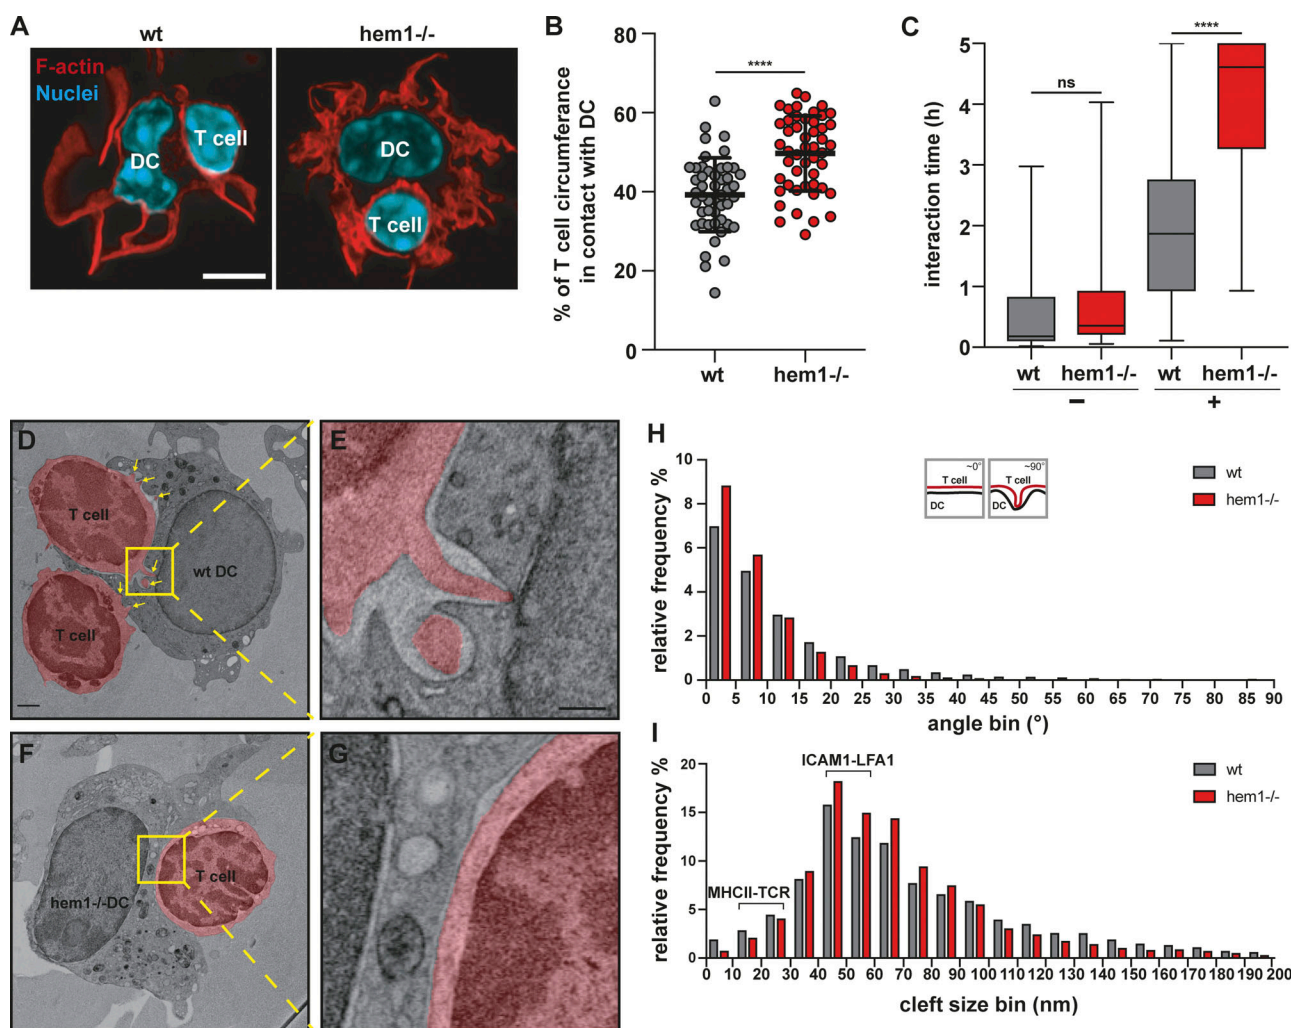 A
wt
hem1-/-
F-actin
Nuclei
T cell
DC
DC
T cell
B
% of T cell circumferance
in contact with DC
80
60
40
20
0
****
wt
hem1-/-
C
interaction time (h)
5
4
3
2
1
0
ns
****
wt
hem1-/-
wt
hem1-/-
−
+
D
T cell
wt DC
T cell
E
F
hem1-/-DC
T cell
G
H
relative frequency %
10
8
6
4
2
0
~0°
T cell
DC
~90°
T cell
DC
wt
hem1-/-
0 5 10 15 20 25 30 35 40 45 50 55 60 65 70 75 85 90
angle bin (°)
I
relative frequency %
20
15
10
5
0
MHCII-TCR
ICAM1-LFA1
wt
hem1-/-
0 10 20 30 40 50 60 70 80 90 100 110 120 130 140 150 160 170 180 190 200
cleft size bin (nm)